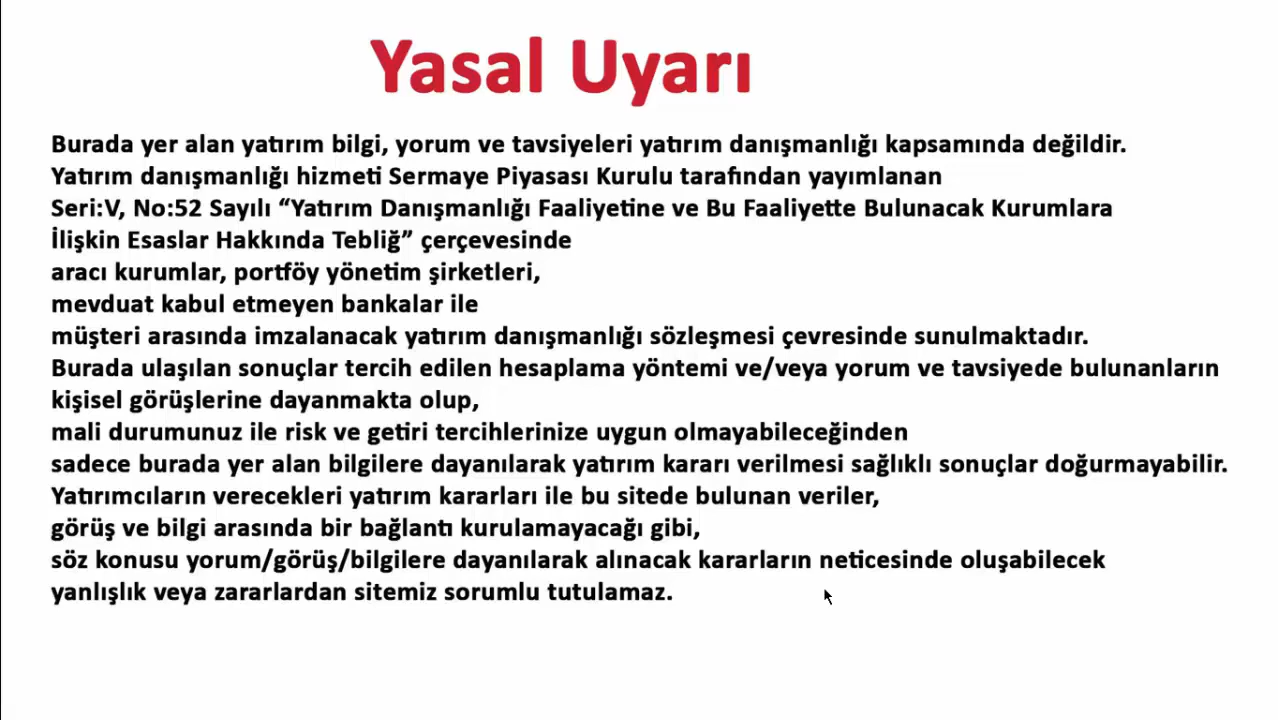 Yasal Uyarı
Burada yer alan yatırım bilgi, yorum ve tavsiyeleri yatırım danışmanlığı kapsamında değildir.
Yatırım danışmanlığı hizmeti Sermaye Piyasası Kurulu tarafından yayımlanan
Seri:V, No:52 Sayılı “Yatırım Danışmanlığı Faaliyetine ve Bu Faaliyette Bulunacak Kurumlara
İlişkin Esaslar Hakkında Tebliğ” çerçevesinde
aracı kurumlar, portföy yönetim şirketleri,
mevduat kabul etmeyen bankalar ile
müşteri arasında imzalanacak yatırım danışmanlığı sözleşmesi çevresinde sunulmaktadır.
Burada ulaşılan sonuçlar tercih edilen hesaplama yöntemi ve/veya yorum ve tavsiyede bulunanların
kişisel görüşlerine dayanmakta olup,
mali durumunuz ile risk ve getiri tercihlerinize uygun olmayabileceğinden
sadece burada yer alan bilgilere dayanılarak yatırım kararı verilmesi sağlıklı sonuçlar doğurmayabilir.
Yatırımcıların verecekleri yatırım kararları ile bu sitede bulunan veriler,
görüş ve bilgi arasında bir bağlantı kurulamayacağı gibi,
söz konusu yorum/görüş/bilgilere dayanılarak alınacak kararların neticesinde oluşabilecek
yanlışlık veya zararlardan sitemiz sorumlu tutulamaz.